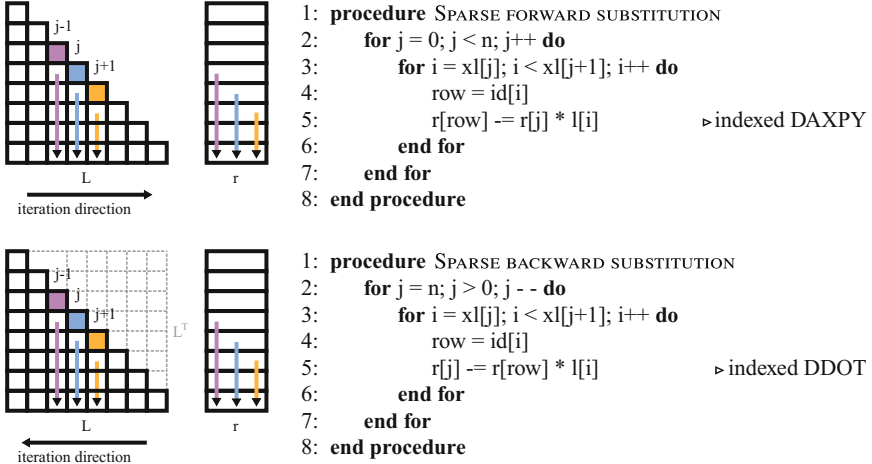 j-1
j
j+1
L
r
iteration direction
1: procedure SPARSE FORWARD SUBSTITUTION
2: for j = 0; j < n; j++ do
3: for i = xl[j]; i < xl[j+1]; i++ do
4: row = id[i]
5: r[row] -= r[j] * l[i] ▹ indexed DAXPY
6: end for
7: end for
8: end procedure
j-1
j
j+1
L^T
L
r
iteration direction
1: procedure SPARSE BACKWARD SUBSTITUTION
2: for j = n; j > 0; j - - do
3: for i = xl[j]; i < xl[j+1]; i++ do
4: row = id[i]
5: r[j] -= r[row] * l[i] ▹ indexed DDOT
6: end for
7: end for
8: end procedure